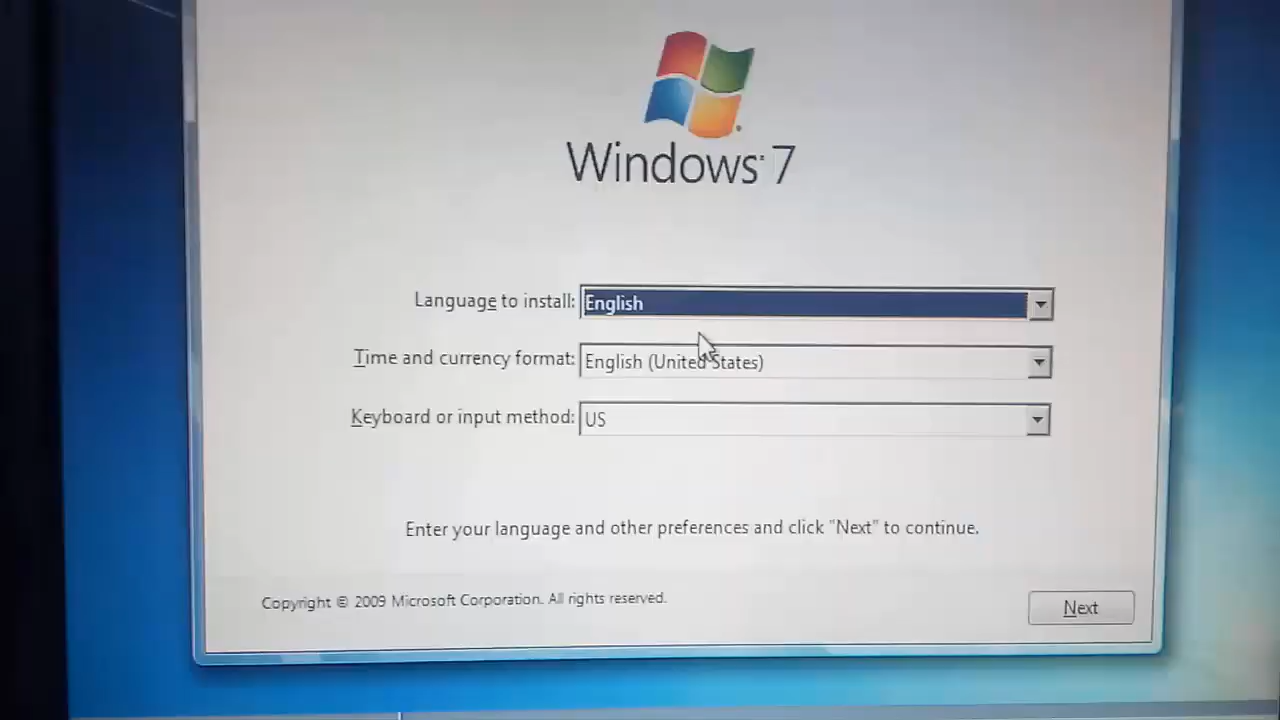 Windows 7
Language to install: English
Time and currency format: English (United States)
Keyboard or input method: US
Enter your language and other preferences and click "Next" to continue.
Copyright © 2009 Microsoft Corporation. All rights reserved.
Next